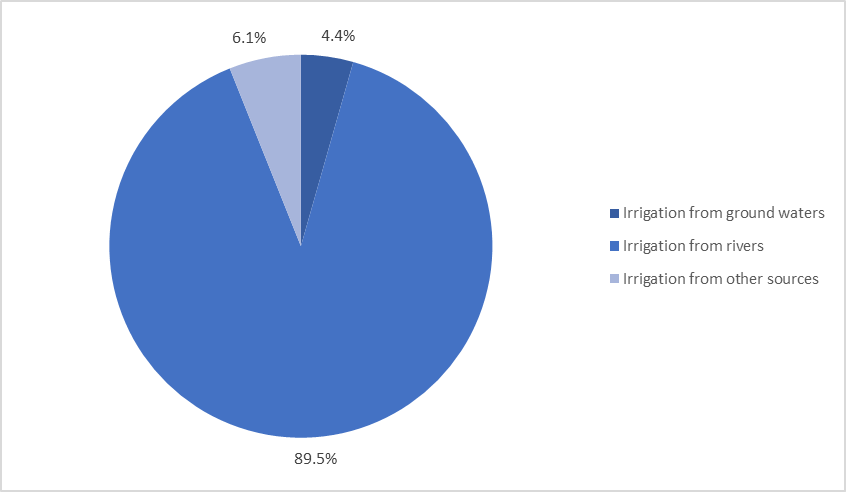 6.1%
4.4%
Irrigation from ground waters
Irrigation from rivers
Irrigation from other sources
89.5%